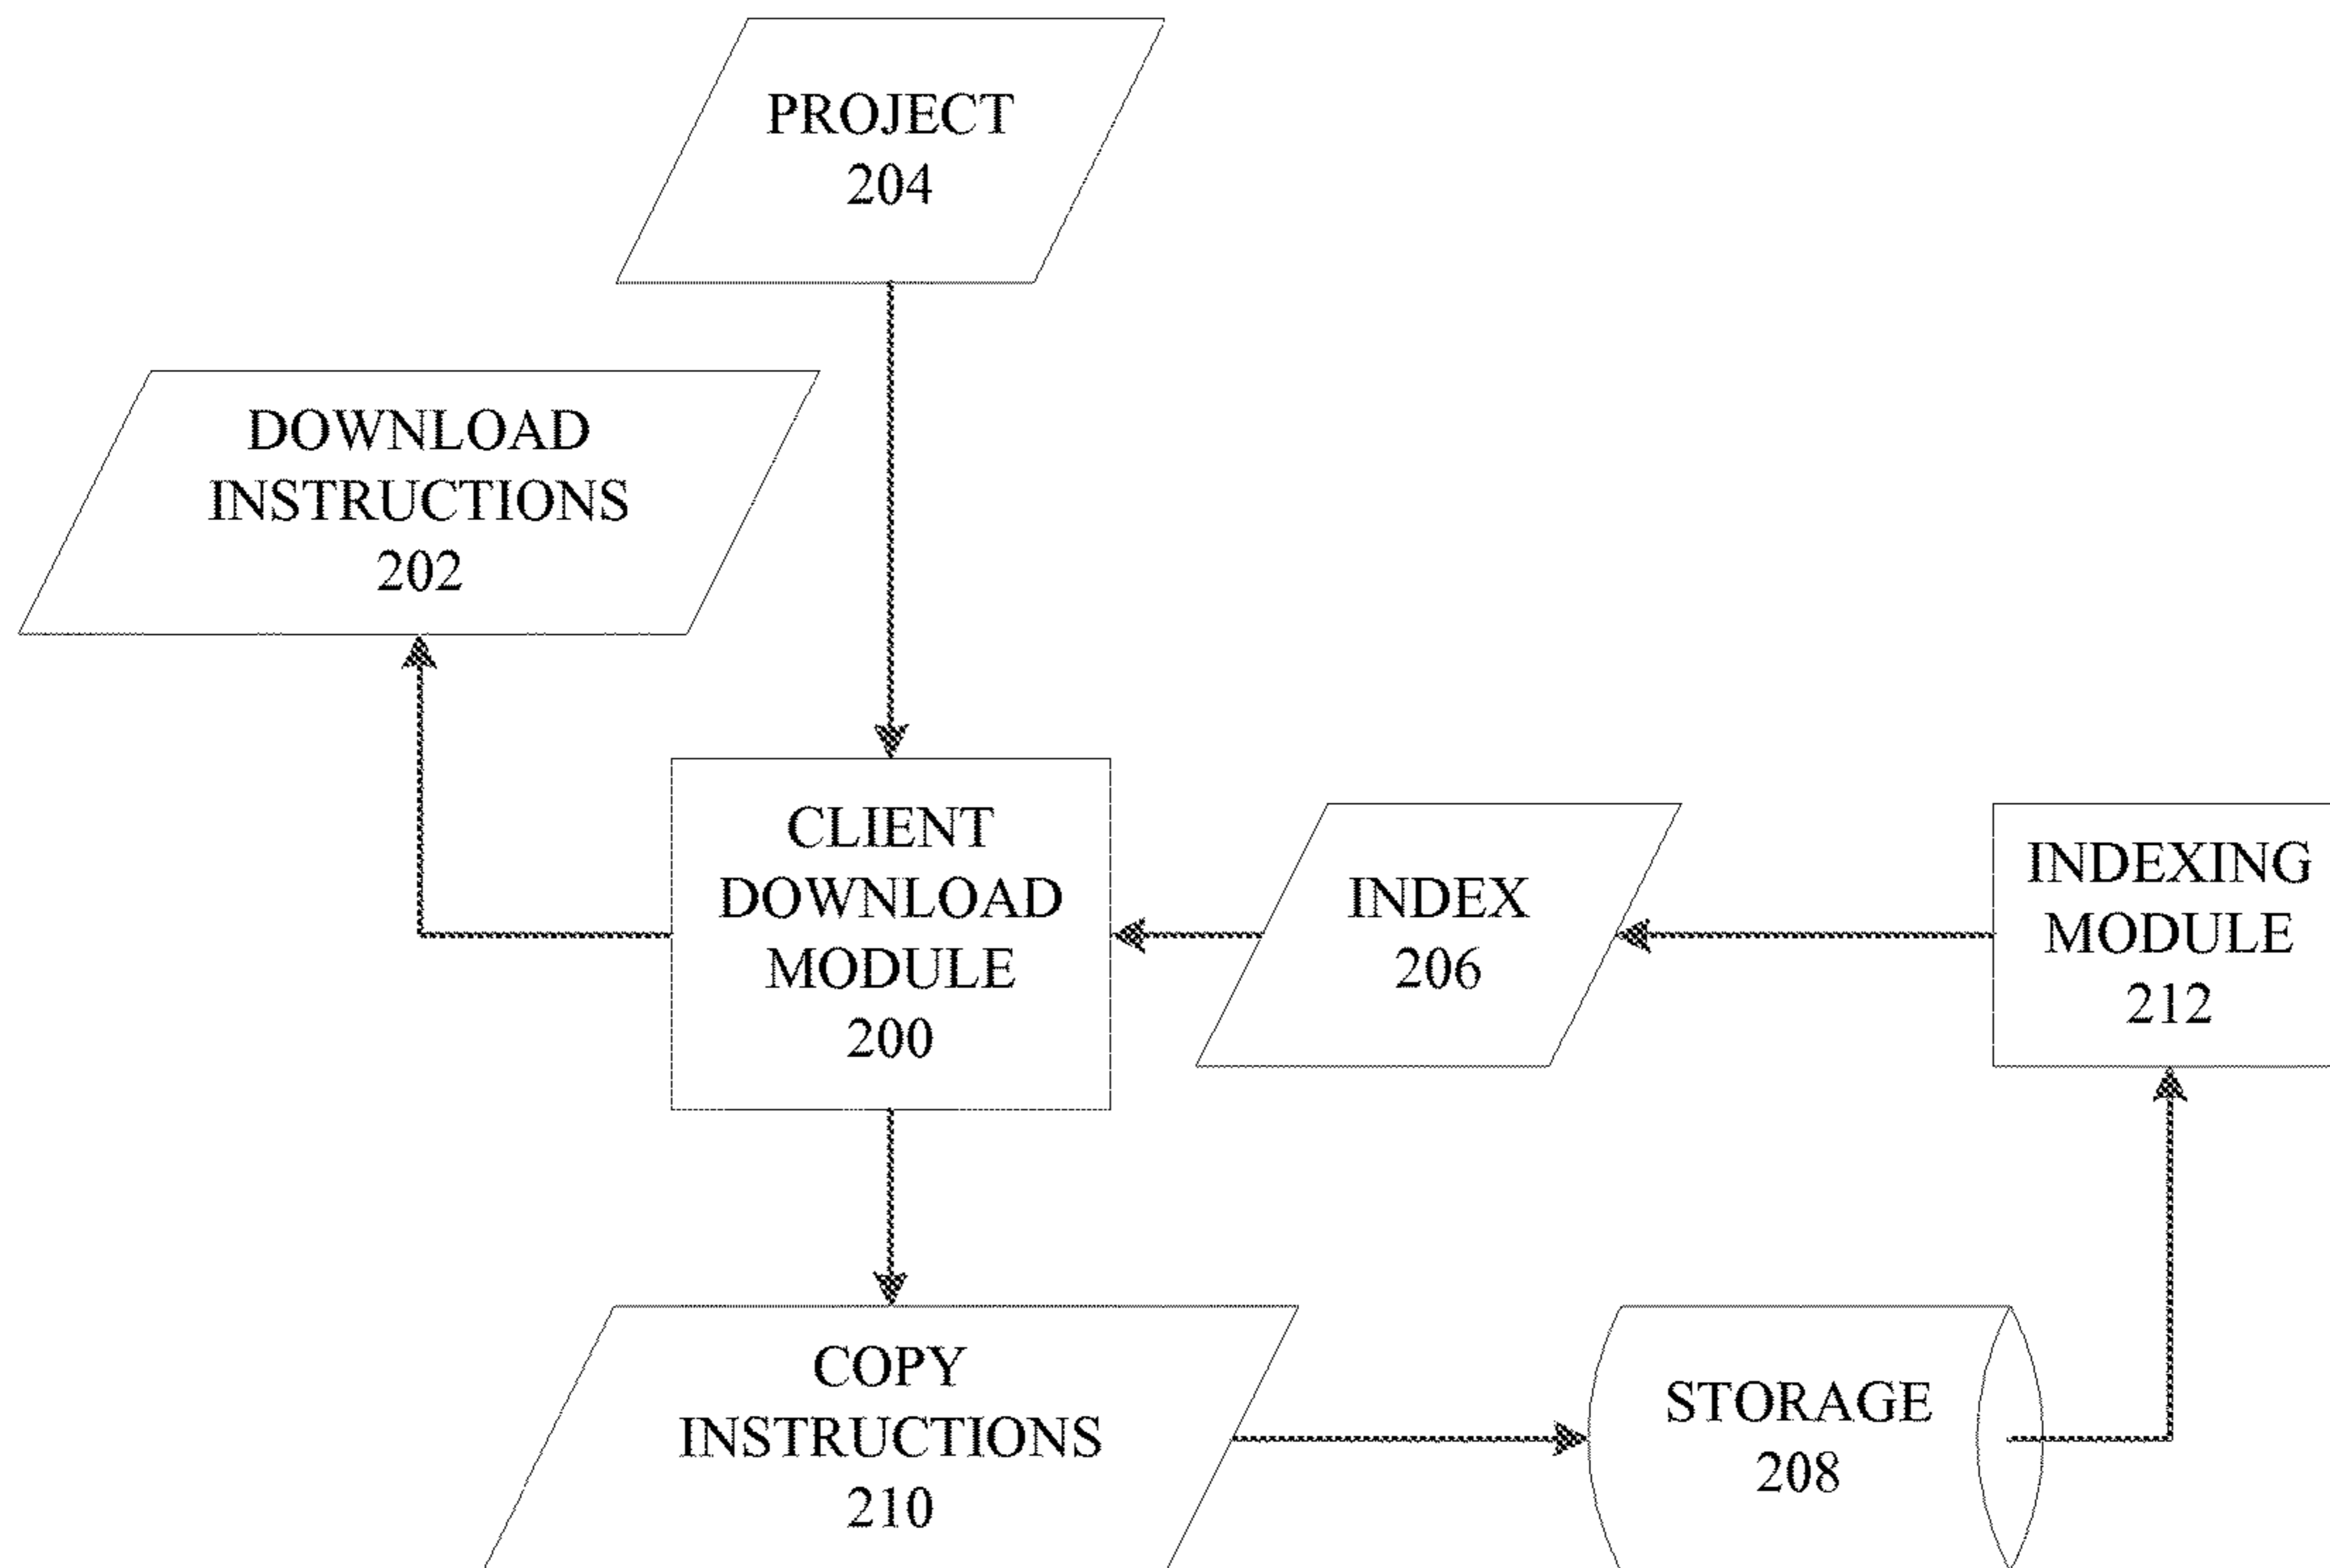 PROJECT
204
DOWNLOAD
INSTRUCTIONS
202
CLIENT
DOWNLOAD
MODULE
200
INDEX
206
INDEXING
MODULE
212
COPY
INSTRUCTIONS
210
STORAGE
208